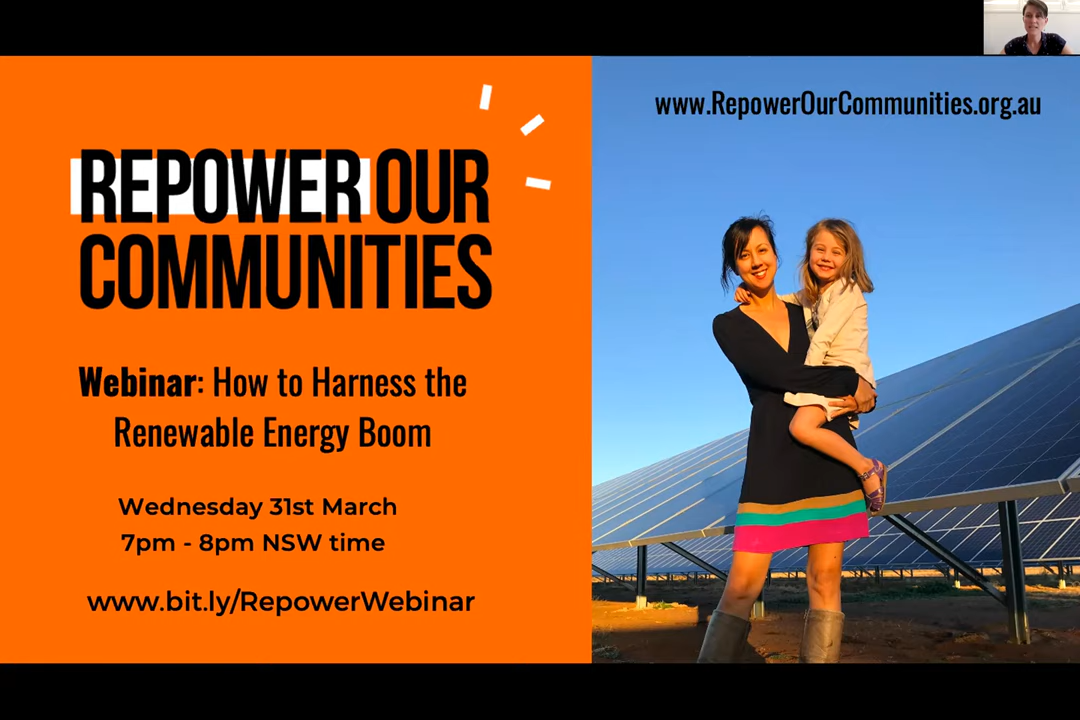 www.RepowerOurCommunities.org.au
REPOWER OUR
COMMUNITIES
Webinar: How to Harness the
Renewable Energy Boom
Wednesday 31st March
7pm - 8pm NSW time
www.bit.ly/RepowerWebinar